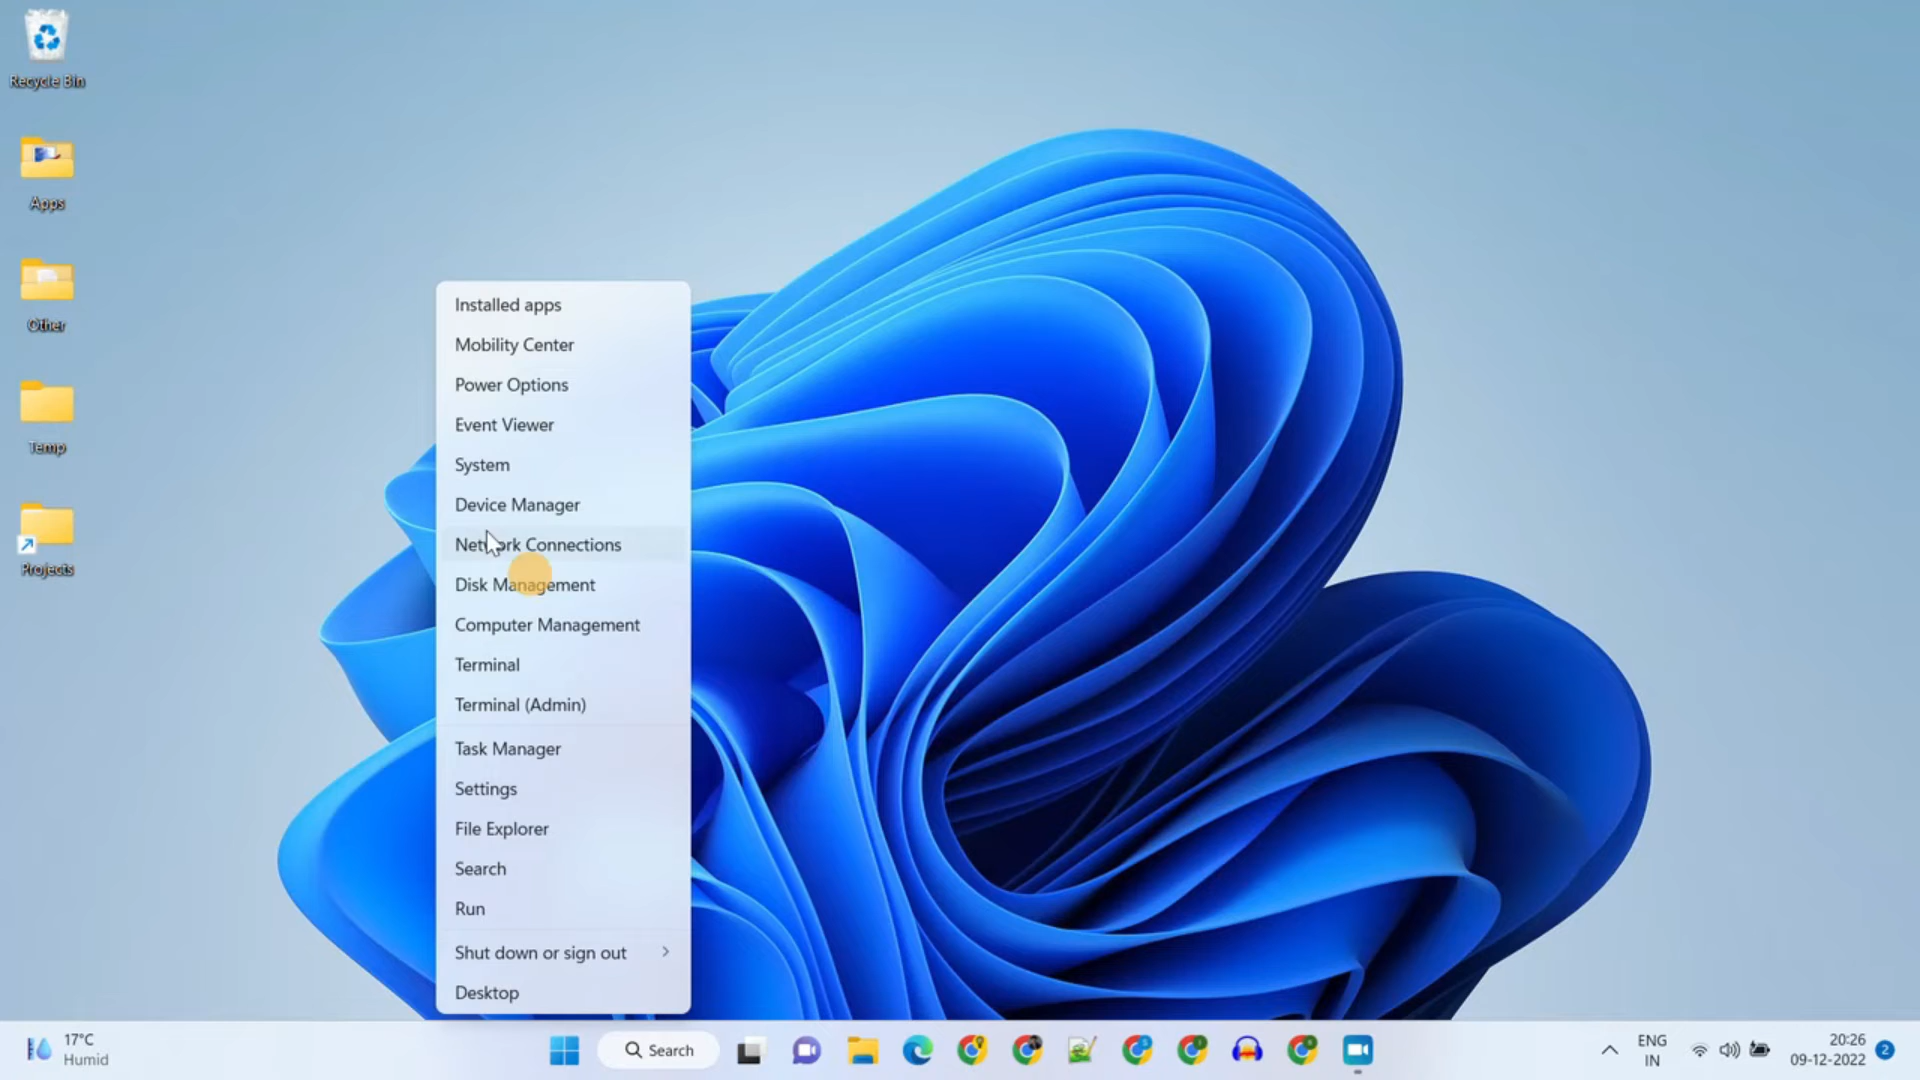 Recycle Bin
Apps
Other
Temp
Projects
Installed apps
Mobility Center
Power Options
Event Viewer
System
Device Manager
Network Connections
Disk Management
Computer Management
Terminal
Terminal (Admin)
Task Manager
Settings
File Explorer
Search
Run
Shut down or sign out
Desktop
17°C
Humid
Search
ENG
IN
20:26
09-12-2022
2